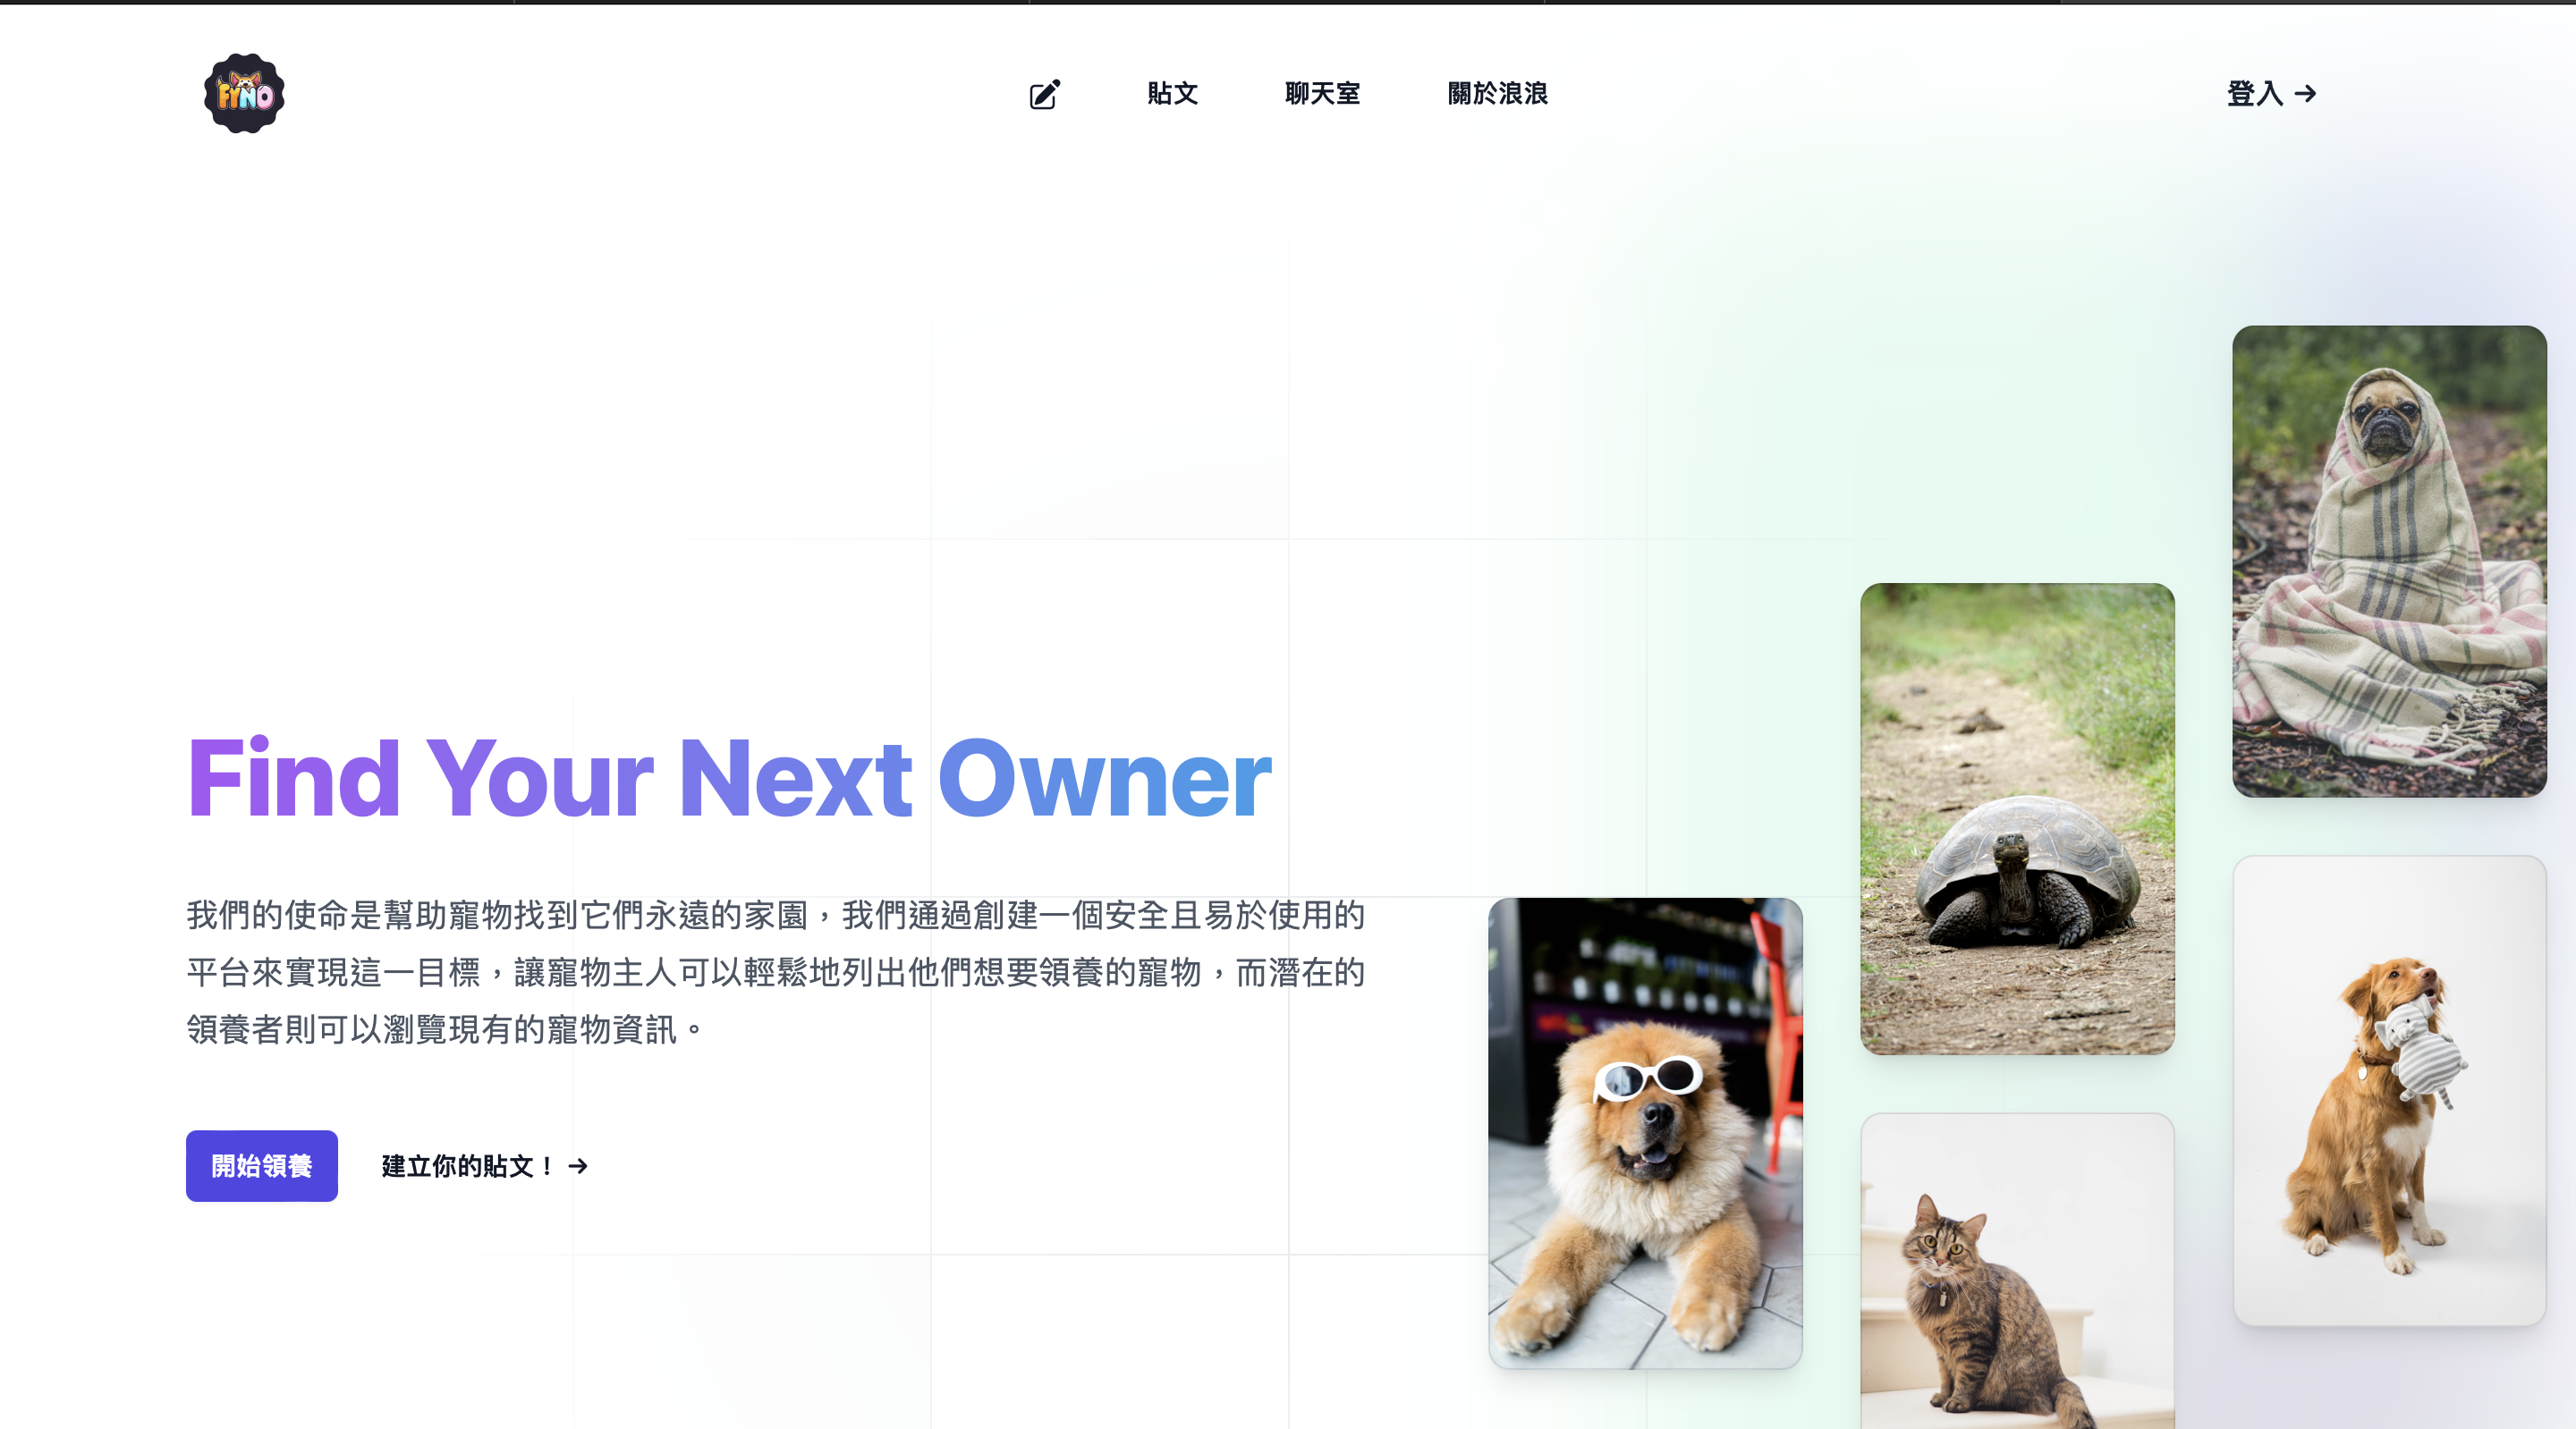 FYNO
貼文
聊天室
關於浪浪
登入 →
Find Your Next Owner
我們的使命是幫助寵物找到它們永遠的家園，我們通過創建一個安全且易於使用的
平台來實現這一目標，讓寵物主人可以輕鬆地列出他們想要領養的寵物，而潛在的
領養者則可以瀏覽現有的寵物資訊。
開始領養
建立你的貼文！ →